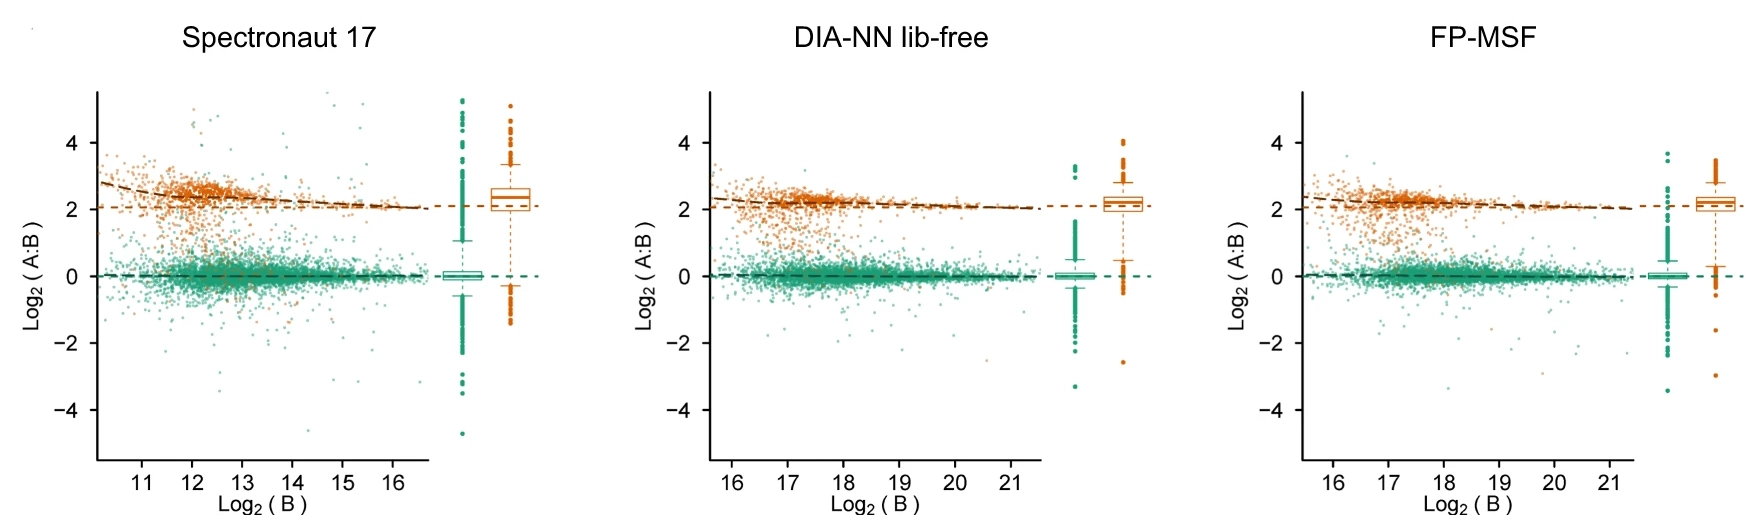 Spectronaut 17
DIA-NN lib-free
FP-MSF
Log2 ( A:B )
4
2
0
−2
−4
11 12 13 14 15 16
Log2 ( B )
Log2 ( A:B )
4
2
0
−2
−4
16 17 18 19 20 21
Log2 ( B )
Log2 ( A:B )
4
2
0
−2
−4
16 17 18 19 20 21
Log2 ( B )